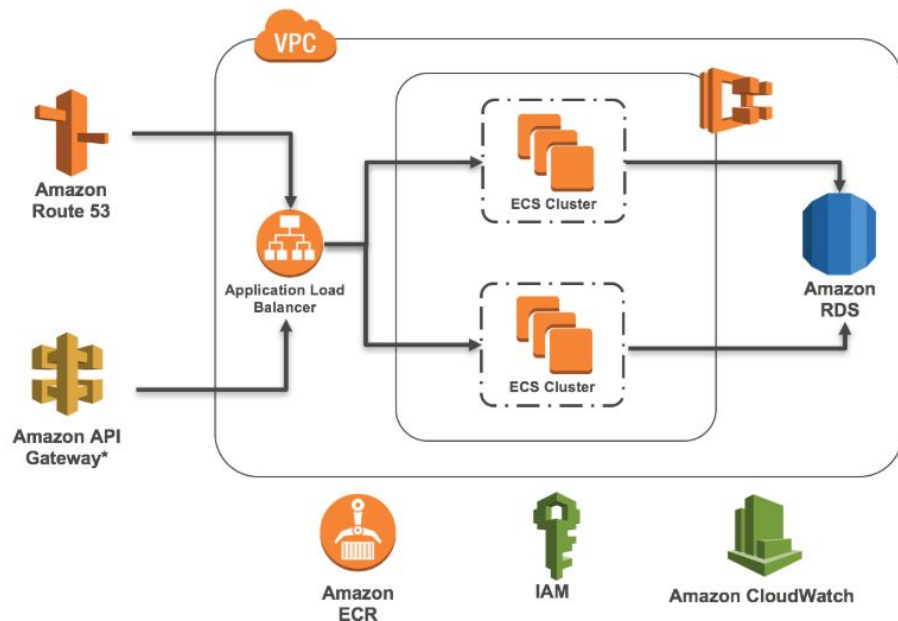 VPC
Amazon
Route 53
ECS Cluster
Application Load
Balancer
Amazon
RDS
ECS Cluster
Amazon API
Gateway*
Amazon
ECR
IAM
Amazon CloudWatch